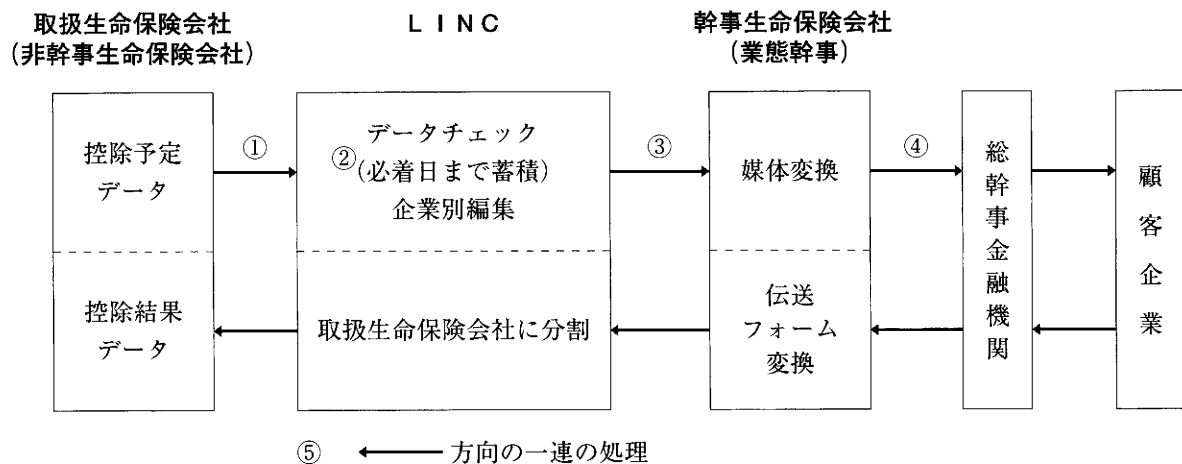 取扱生命保険会社
(非幹事生命保険会社)
ＬＩＮＣ
幹事生命保険会社
(業態幹事)
控除予定
データ
①
②
データチェック
(必着日まで蓄積)
企業別編集
③
媒体変換
④
総幹事金融機関
顧客企業
控除結果
データ
取扱生命保険会社に分割
伝送
フォーム
変換
⑤
方向の一連の処理